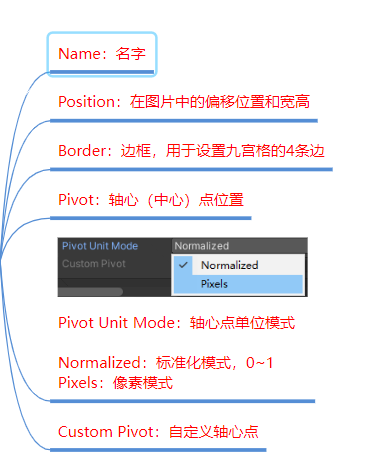 Name：名字
Position：在图片中的偏移位置和宽高
Border：边框，用于设置九宫格的4条边
Pivot：轴心（中心）点位置
Pivot Unit Mode Normalized
Custom Pivot Normalized
Pixels
Pivot Unit Mode：轴心点单位模式
Normalized：标准化模式，0~1
Pixels：像素模式
Custom Pivot：自定义轴心点